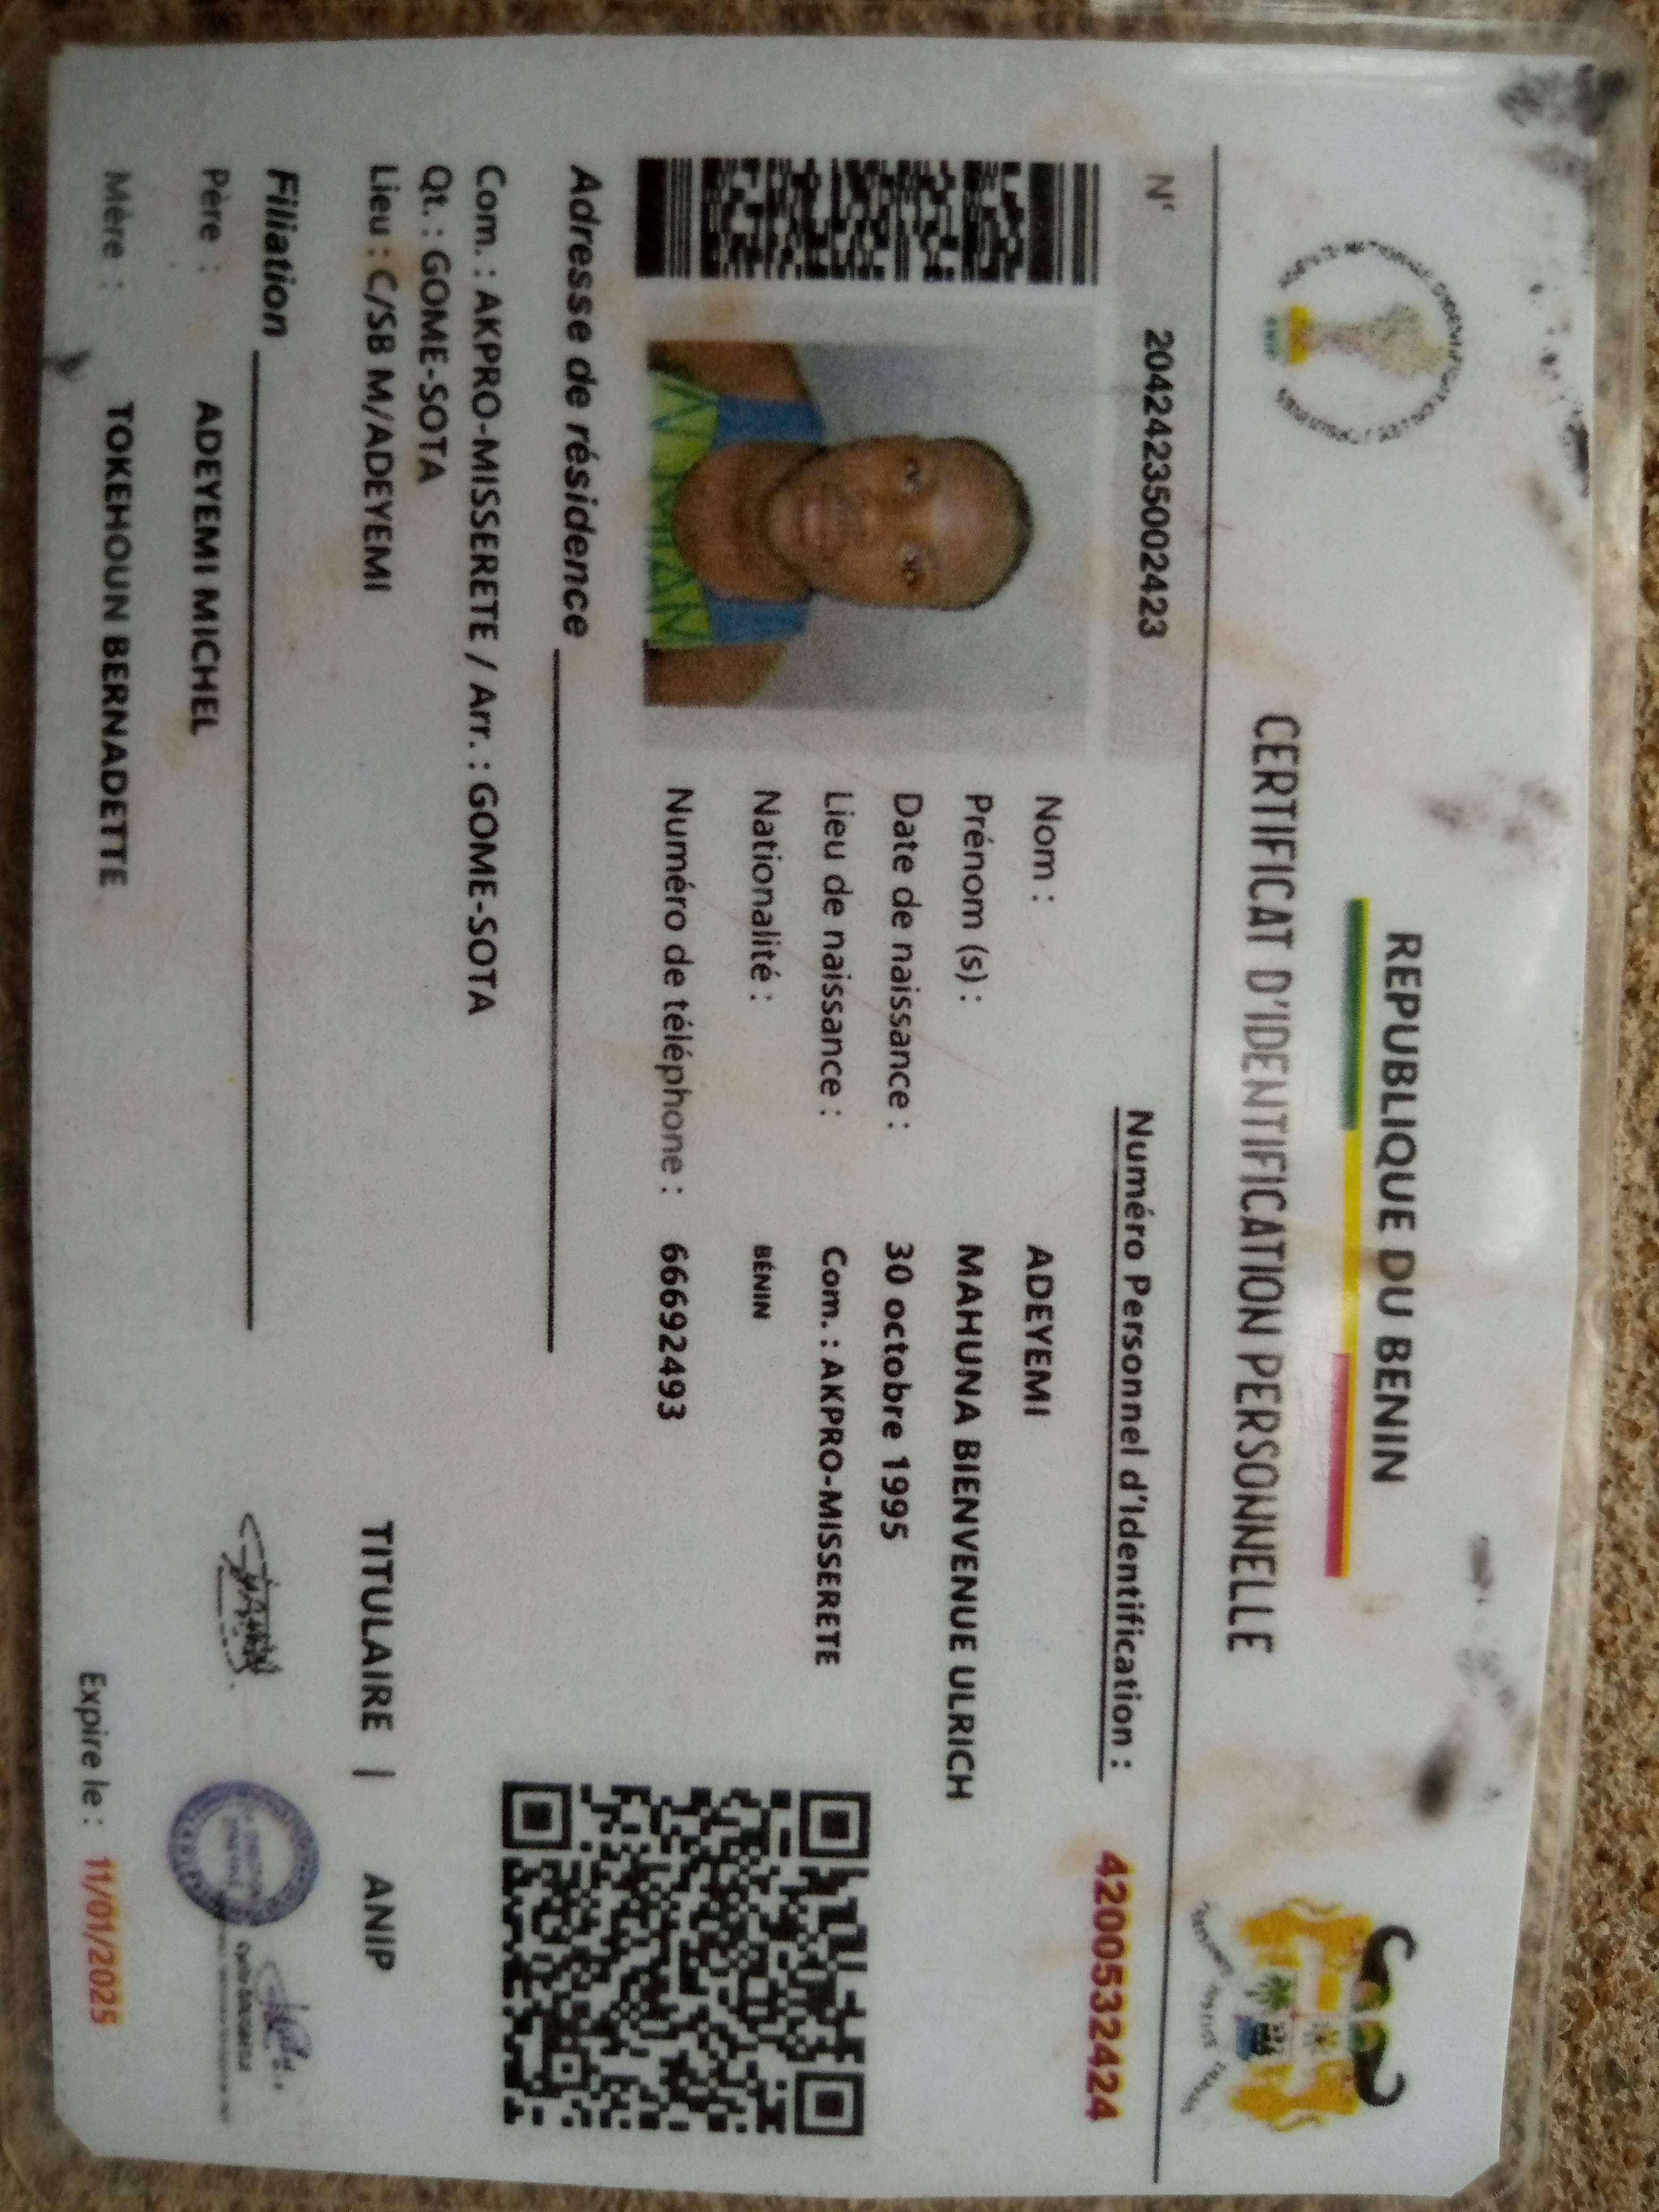 REPUBLIQUE DU BENIN
CERTIFICAT D'IDENTIFICATION PERSONNELLE
N° 20424235002423
Numéro Personnel d'Identification : 4200532424
Nom : ADEYEMI
Prénom (s) : MAHUNA BIENVENUE ULRICH
Date de naissance : 30 octobre 1995
Lieu de naissance : Com. : AKPRO-MISSERETE
Nationalité : BÉNIN
Numéro de téléphone : 66692493
Adresse de résidence
Com. : AKPRO-MISSERETE / Arr. : GOME-SOTA
Qt. : GOME-SOTA
Lieu : C/SB M/ADEYEMI
Filiation
Père : ADEYEMI MICHEL
Mère : TOKEHOUN BERNADETTE
TITULAIRE | ANIP
Expire le : 11/01/2025